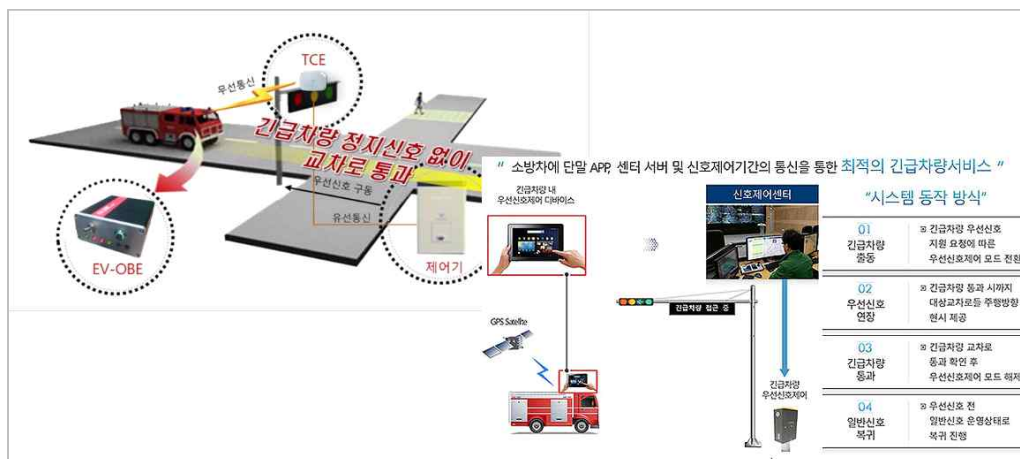 TCE
무선통신
긴급차량 정지신호 없이
교차로 통과
우선신호 구동
유선통신
EV-OBE
제어기
" 소방차에 단말 APP, 센터 서버 및 신호제어기간의 통신을 통한 최적의 긴급차량서비스 "
긴급차량 내
우선신호제어 디바이스
신호제어센터
GPS Satelite
긴급차량 접근 중
긴급차량
우선신호제어
"시스템 동작 방식"
01
긴급차량
출동
긴급차량 우선신호
지원 요청에 따른
우선신호제어 모드 전환
02
우선신호
연장
긴급차량 통과 시까지
대상교차로들 주행방향
현시 제공
03
긴급차량
통과
긴급차량 교차로
통과 확인 후
우선신호제어 모드 해제
04
일반신호
복귀
우선신호 전
일반신호 운영상태로
복귀 진행